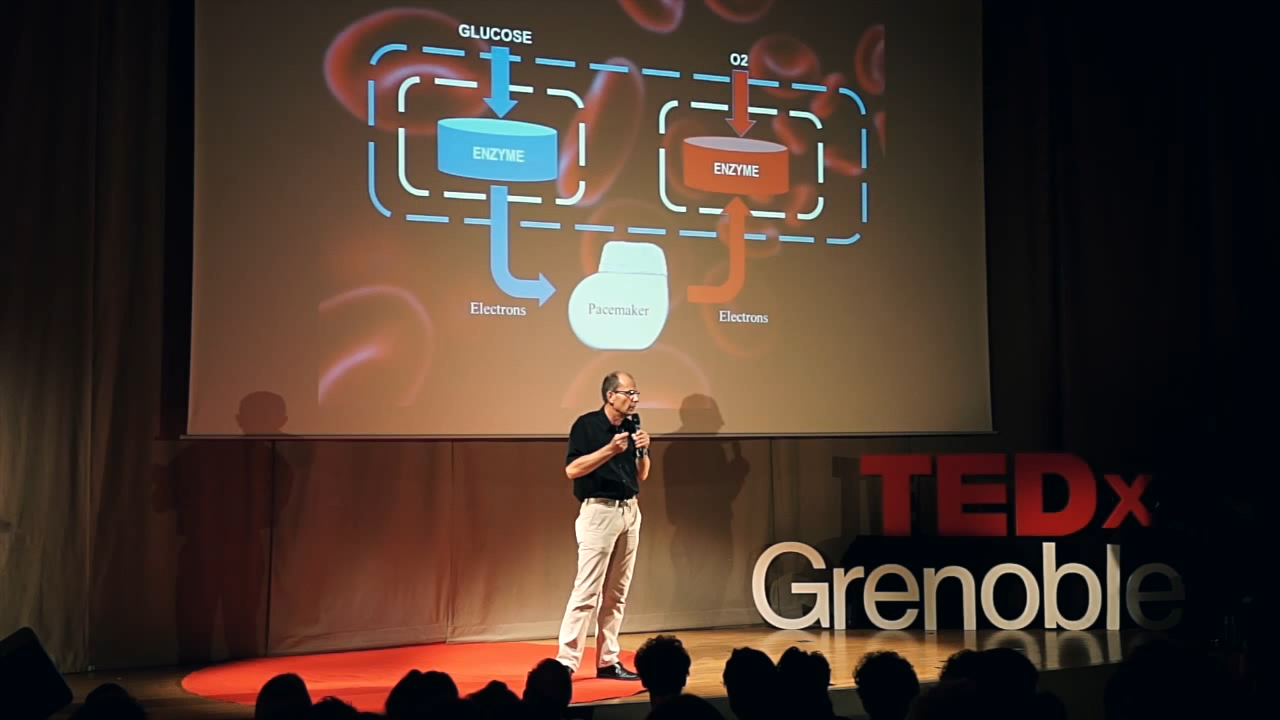 GLUCOSE
O2
ENZYME
ENZYME
Electrons
Pacemaker
Electrons
TEDx
Grenoble